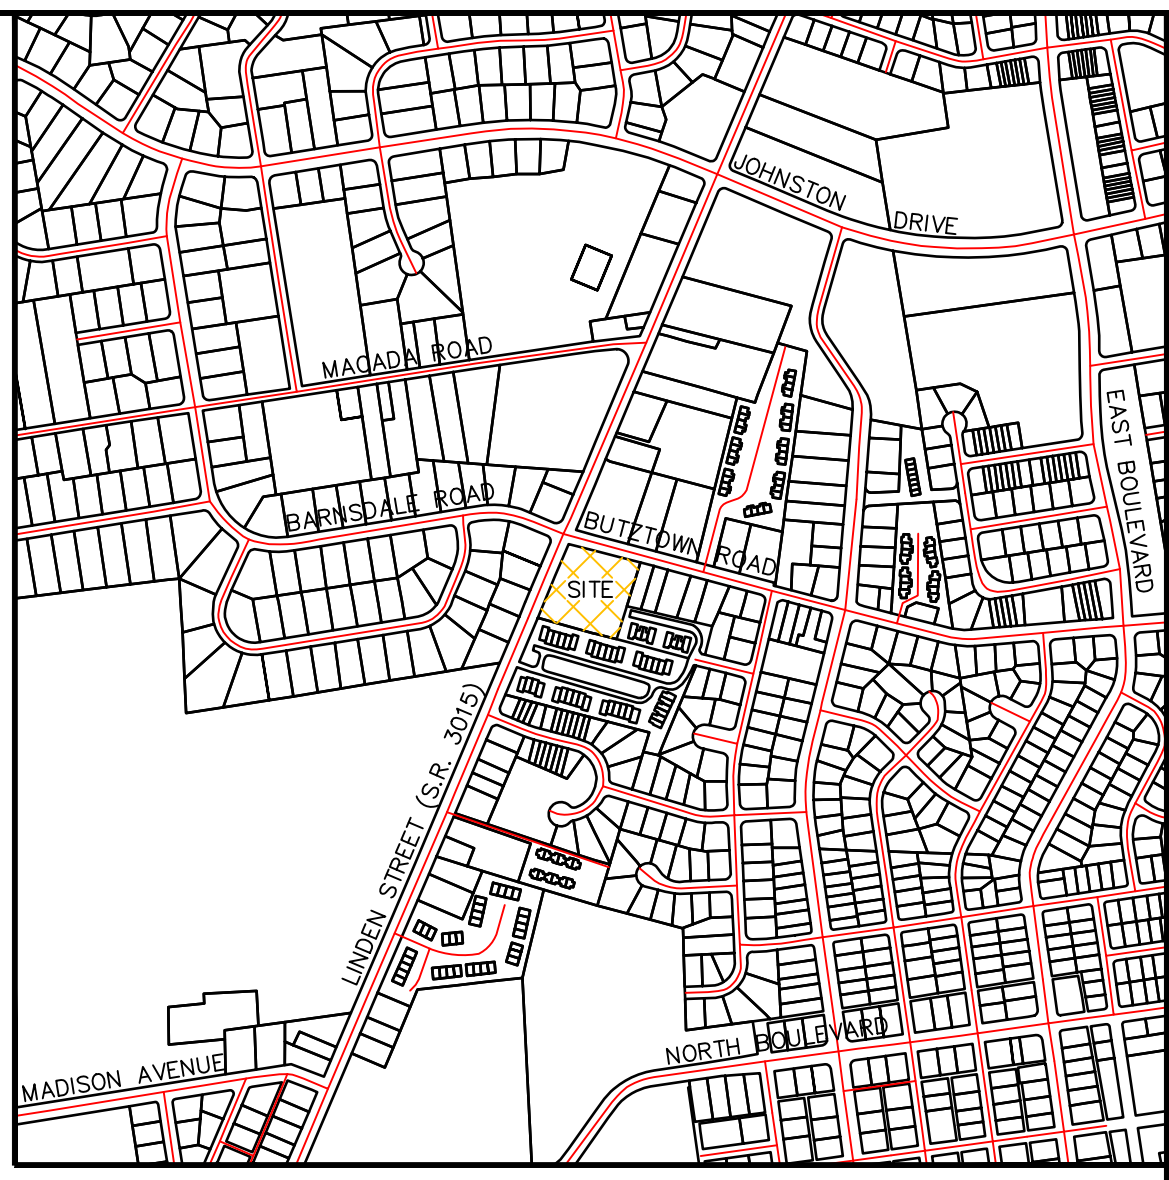 JOHNSTON DRIVE
MACADA ROAD
EAST BOULEVARD
BARNSDALE ROAD
BUTZTOWN ROAD
SITE
LINDEN STREET (S.R. 3015)
NORTH BOULEVARD
MADISON AVENUE